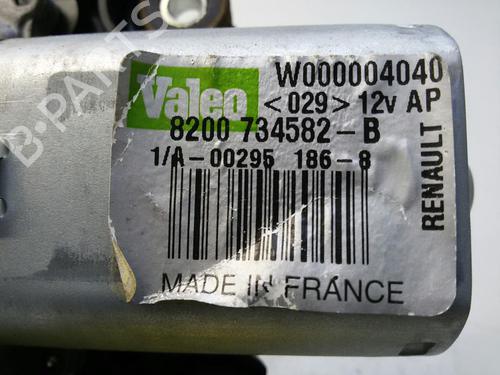 Valeo
W000004040
<029> 12v AP
8200 734582-B
1/A-00295 186-8
RENAULT
MADE IN FRANCE
B-PARTS